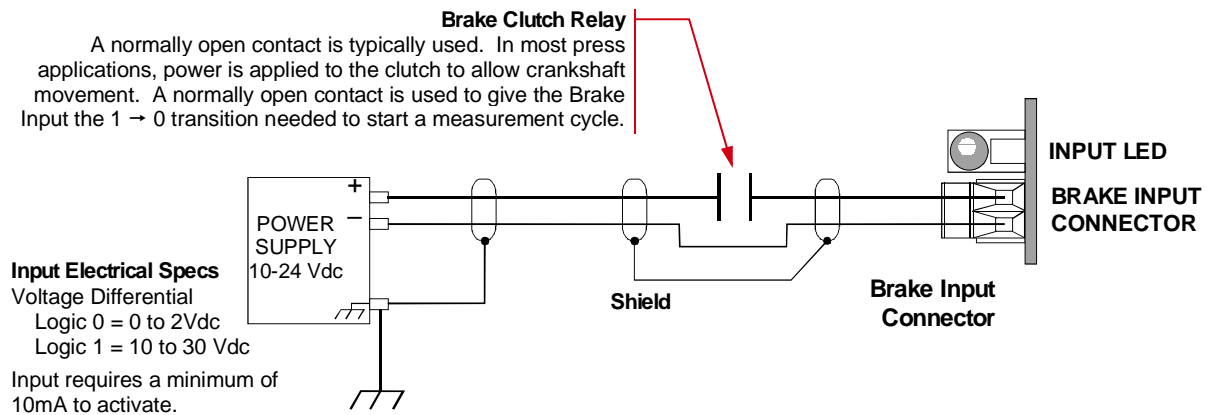 Brake Clutch Relay
A normally open contact is typically used. In most press
applications, power is applied to the clutch to allow crankshaft
movement. A normally open contact is used to give the Brake
Input the 1 → 0 transition needed to start a measurement cycle.
INPUT LED
BRAKE INPUT
CONNECTOR
+
−
POWER
SUPPLY
10-24 Vdc
Input Electrical Specs
Voltage Differential
Logic 0 = 0 to 2Vdc
Logic 1 = 10 to 30 Vdc
Input requires a minimum of
10mA to activate.
Shield
Brake Input
Connector